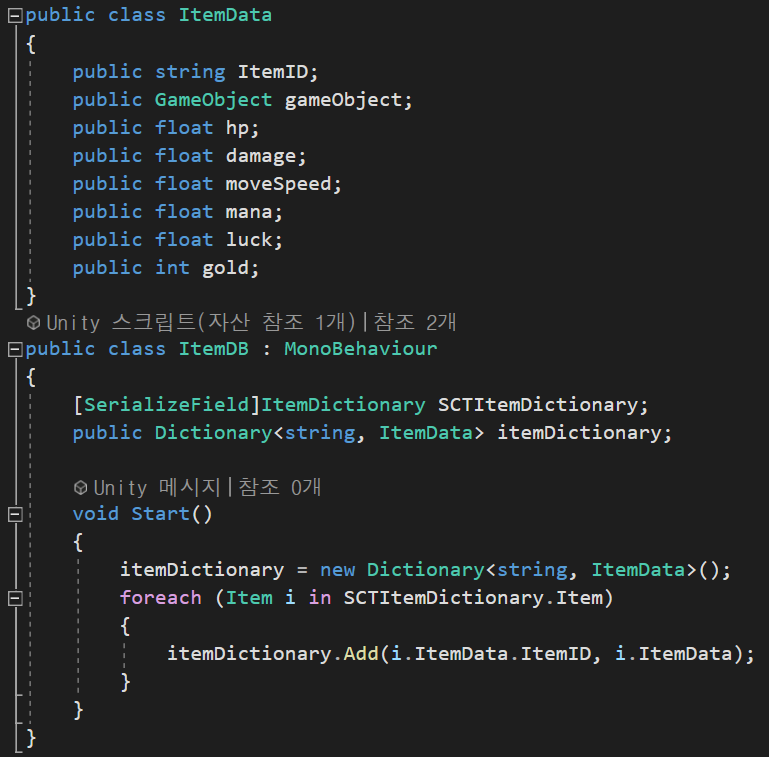 public class ItemData
{
public string ItemID;
public GameObject gameObject;
public float hp;
public float damage;
public float moveSpeed;
public float mana;
public float luck;
public int gold;
}
Unity 스크립트(자산 참조 1개)|참조 2개
public class ItemDB : MonoBehaviour
{
[SerializeField]ItemDictionary SCTItemDictionary;
public Dictionary<string, ItemData> itemDictionary;
Unity 메시지|참조 0개
void Start()
{
itemDictionary = new Dictionary<string, ItemData>();
foreach (Item i in SCTItemDictionary.Item)
{
itemDictionary.Add(i.ItemData.ItemID, i.ItemData);
}
}
}